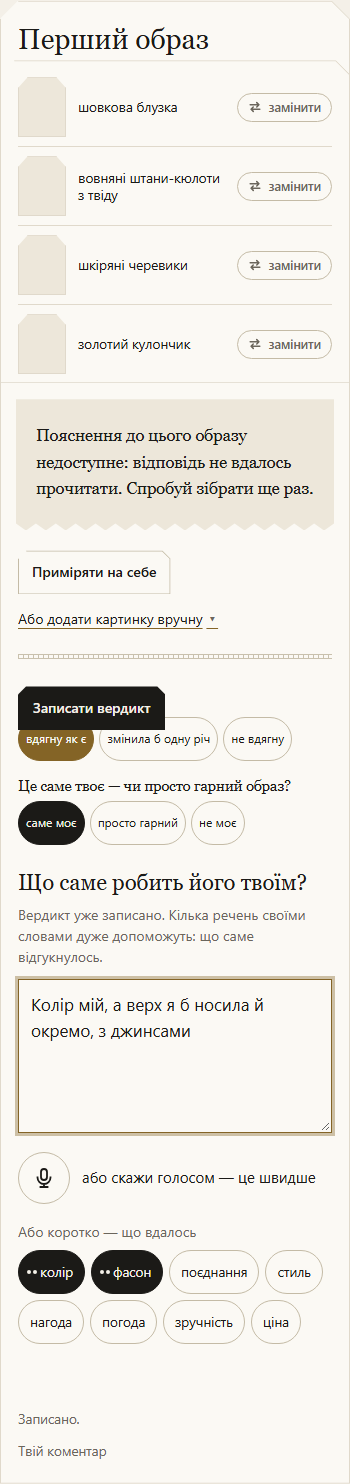 Перший образ
шовкова блузка
замінити
вовняні штани-кюлоти
з твіду
замінити
шкіряні черевики
замінити
золотий кулончик
замінити
Пояснення до цього образу
недоступне: відповідь не вдалось
прочитати. Спробуй зібрати ще раз.
Приміряти на себе
Або додати картинку вручну
Записати вердикт
вдягну як є
змінила б одну річ
не вдягну
Це саме твоє — чи просто гарний образ?
саме моє
просто гарний
не моє
Що саме робить його твоїм?
Вердикт уже записано. Кілька речень своїми
словами дуже допоможуть: що саме
відгукнулось.
Колір мій, а верх я б носила й
окремо, з джинсами
або скажи голосом — це швидше
Або коротко — що вдалось
колір
фасон
поєднання
стиль
нагода
погода
зручність
ціна
Записано.
Твій коментар